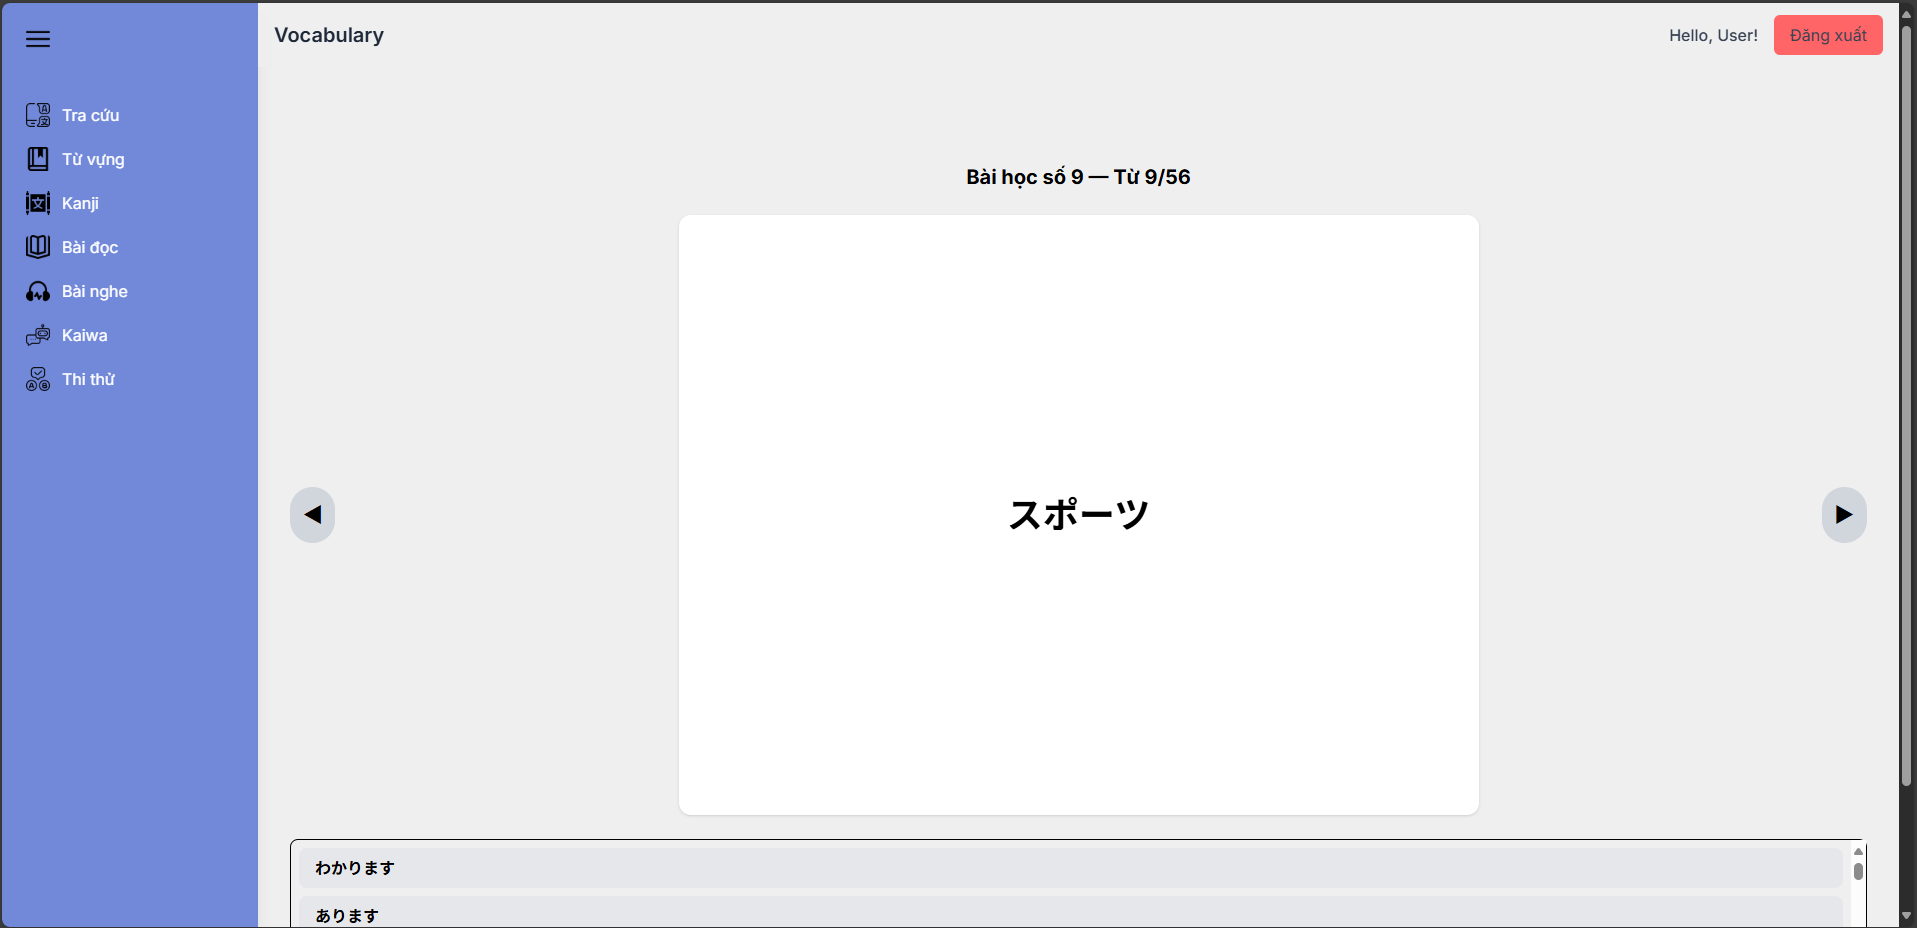 Vocabulary
Hello, User!
Đăng xuất
Tra cứu
Từ vựng
Kanji
Bài đọc
Bài nghe
Kaiwa
Thi thử
Bài học số 9 — Từ 9/56
スポーツ
わかります
あります